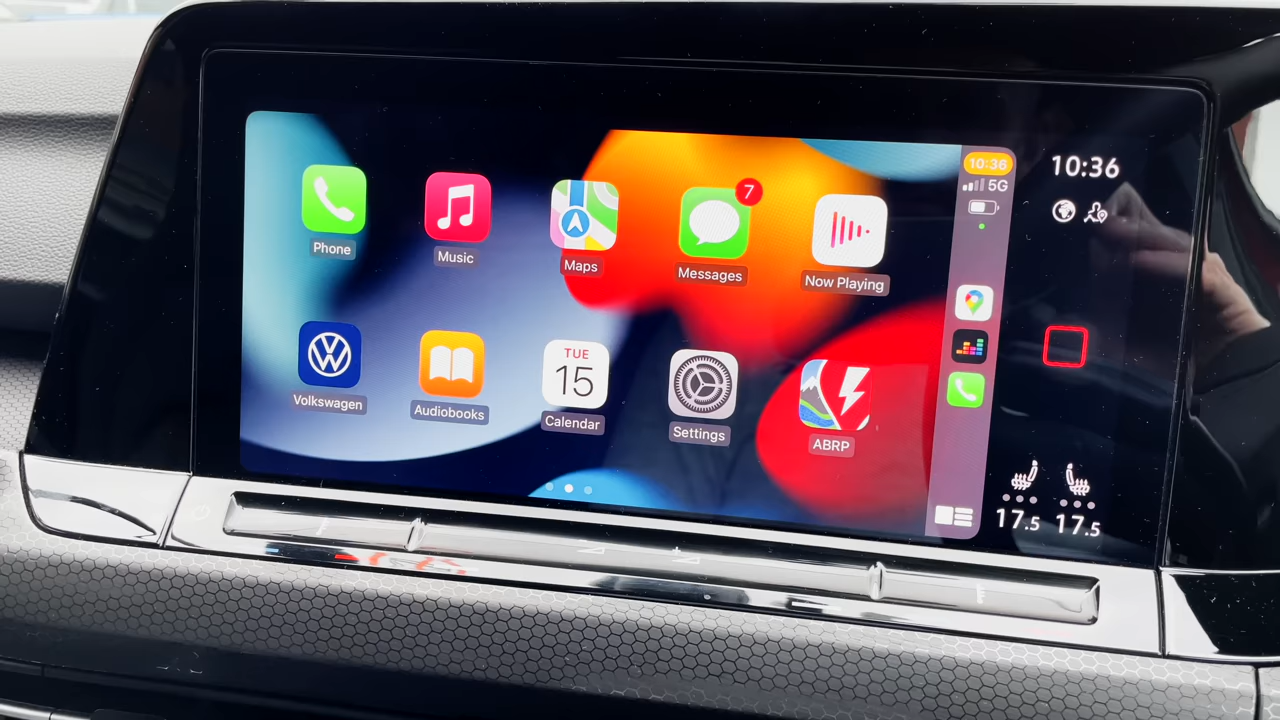 10:36
5G
10:36
7
Phone
Music
Maps
Messages
Now Playing
TUE
15
Volkswagen
Audiobooks
Calendar
Settings
ABRP
17.5
17.5